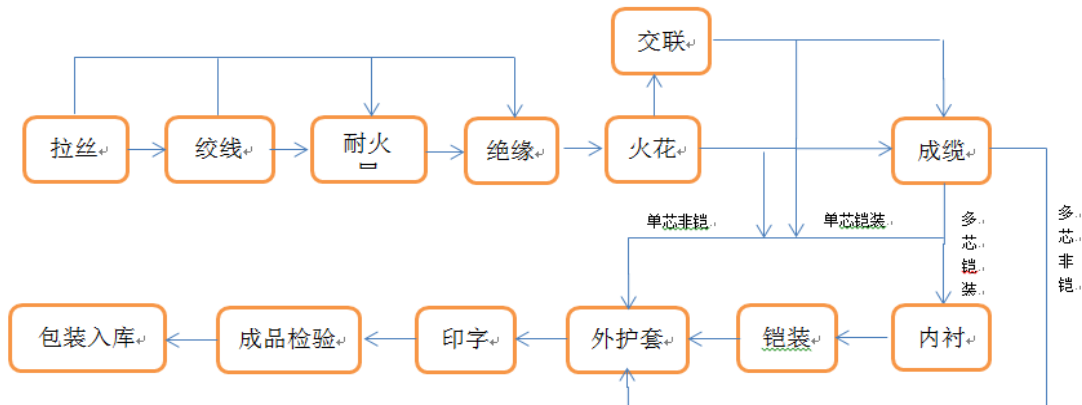 交联
拉丝
绞线
耐火
绝缘
火花
成缆
单芯非铠
单芯铠装
多
芯
铠
装
多
芯
非
铠
包装入库
成品检验
印字
外护套
铠装
内衬